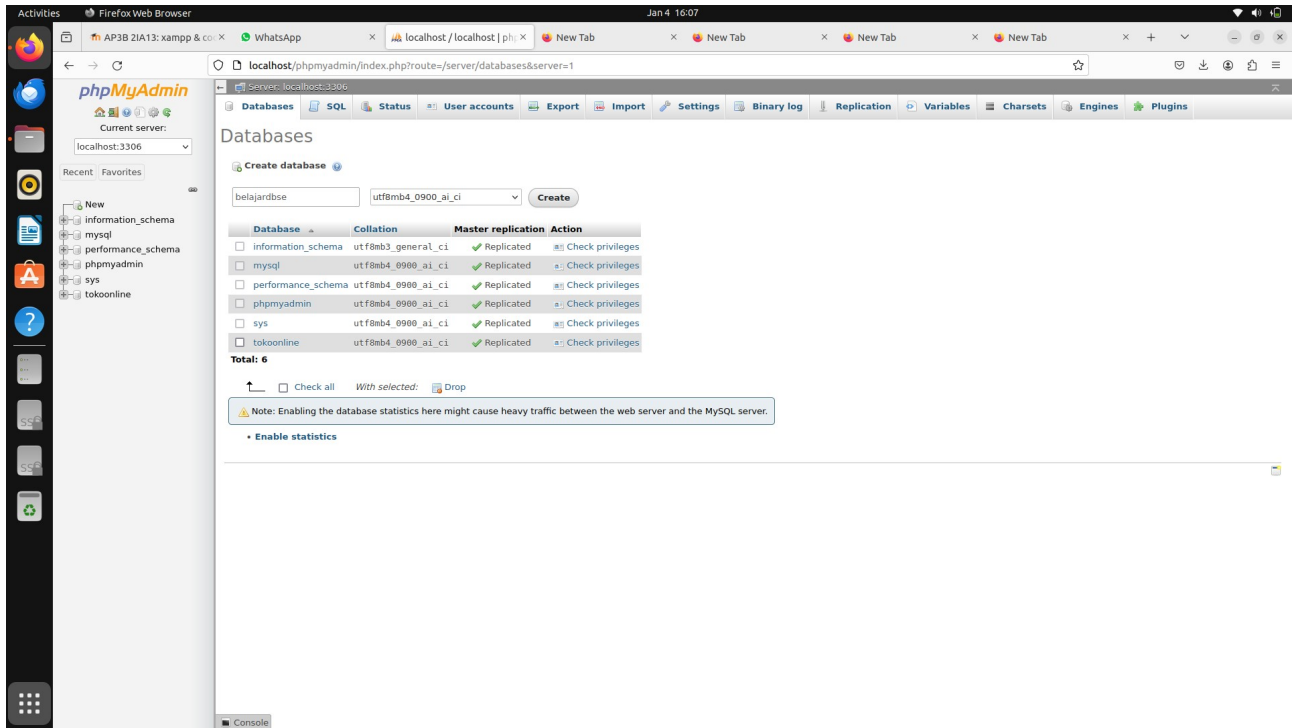 Activities Firefox Web Browser Jan 4 16:07
AP3B 2IA13: xampp & co WhatsApp localhost / localhost | ph New Tab New Tab New Tab New Tab
localhost/phpmyadmin/index.php?route=/server/databases&server=1
phpMyAdmin
Current server:
localhost:3306
Recent Favorites
New
information_schema
mysql
performance_schema
phpmyadmin
sys
tokoonline
Server: localhost:3306
Databases SQL Status User accounts Export Import Settings Binary log Replication Variables Charsets Engines Plugins
Databases
Create database
belajardbse utf8mb4_0900_ai_ci Create
Database Collation Master replication Action
information_schema utf8mb3_general_ci Replicated Check privileges
mysql utf8mb4_0900_ai_ci Replicated Check privileges
performance_schema utf8mb4_0900_ai_ci Replicated Check privileges
phpmyadmin utf8mb4_0900_ai_ci Replicated Check privileges
sys utf8mb4_0900_ai_ci Replicated Check privileges
tokoonline utf8mb4_0900_ai_ci Replicated Check privileges
Total: 6
Check all With selected: Drop
Note: Enabling the database statistics here might cause heavy traffic between the web server and the MySQL server.
• Enable statistics
Console